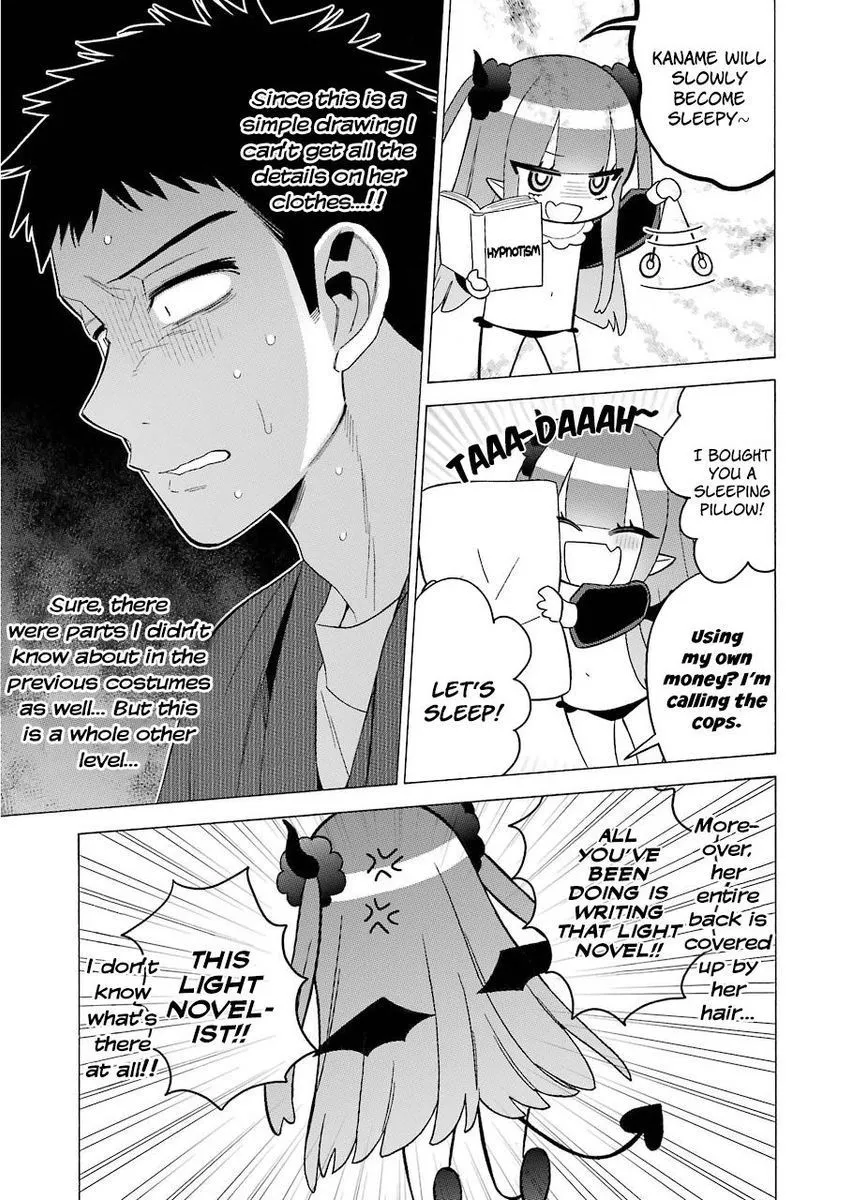 KANAME WILL
SLOWLY
BECOME
SLEEPY~
HYPNOTISM
Since this is a
simple drawing I
can't get all the
details on her
clothes...!!
TAAA-DAAAH~
I BOUGHT
YOU A
SLEEPING
PILLOW!
Using
my own
money? I'm
calling the
cops.
LET'S
SLEEP!
Sure, there
were parts I didn't
know about in the
previous costumes
as well... But this
is a whole other
level...
More-
over,
her
entire
back is
covered
up by
her
hair...
ALL
YOU'VE
BEEN
DOING IS
WRITING
THAT LIGHT
NOVEL!!
THIS
LIGHT
NOVEL-
IST!!
I don't
know
what's
there
at all!!